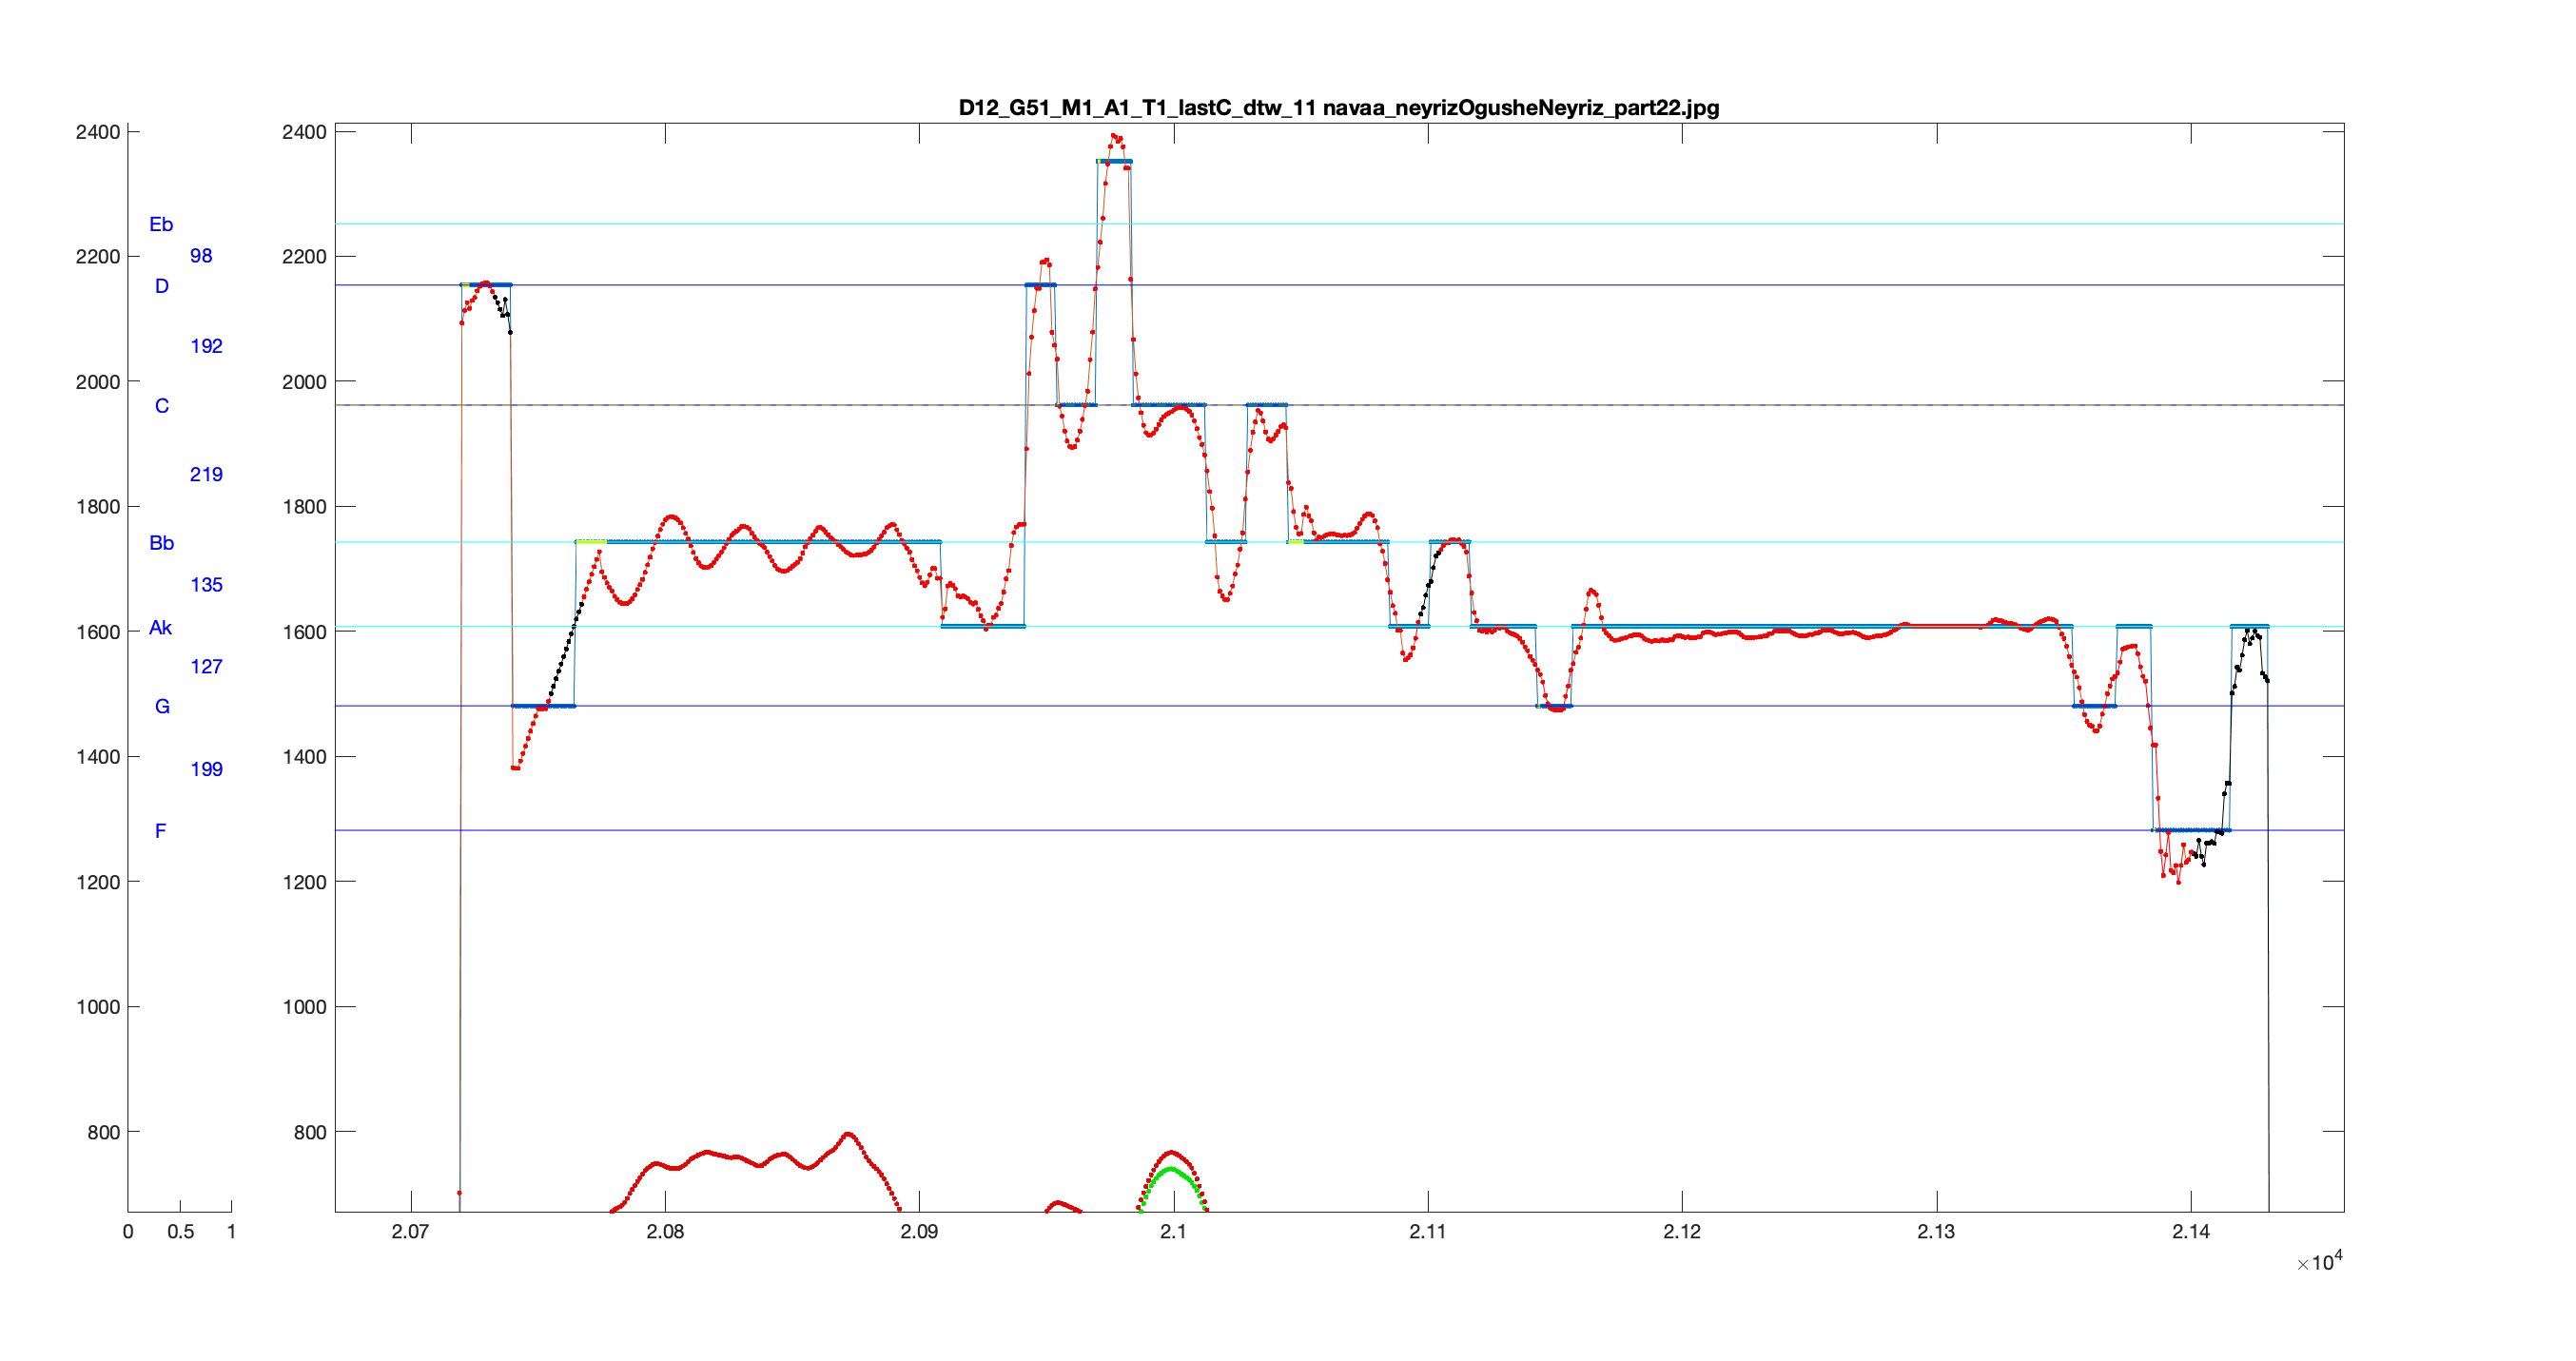 D12_G51_M1_A1_T1_lastC_dtw_11 navaa_neyrizOgusheNeyriz_part22.jpg
2400 2400
Eb
98
2200 2200
D
192
2000 2000
C
219
1800 1800
Bb
135
1600 Ak 1600
127
G
1400 1400
199
F
1200 1200
1000 1000
800 800
0 0.5 1 2.07 2.08 2.09 2.1 2.11 2.12 2.13 2.14
×10^4